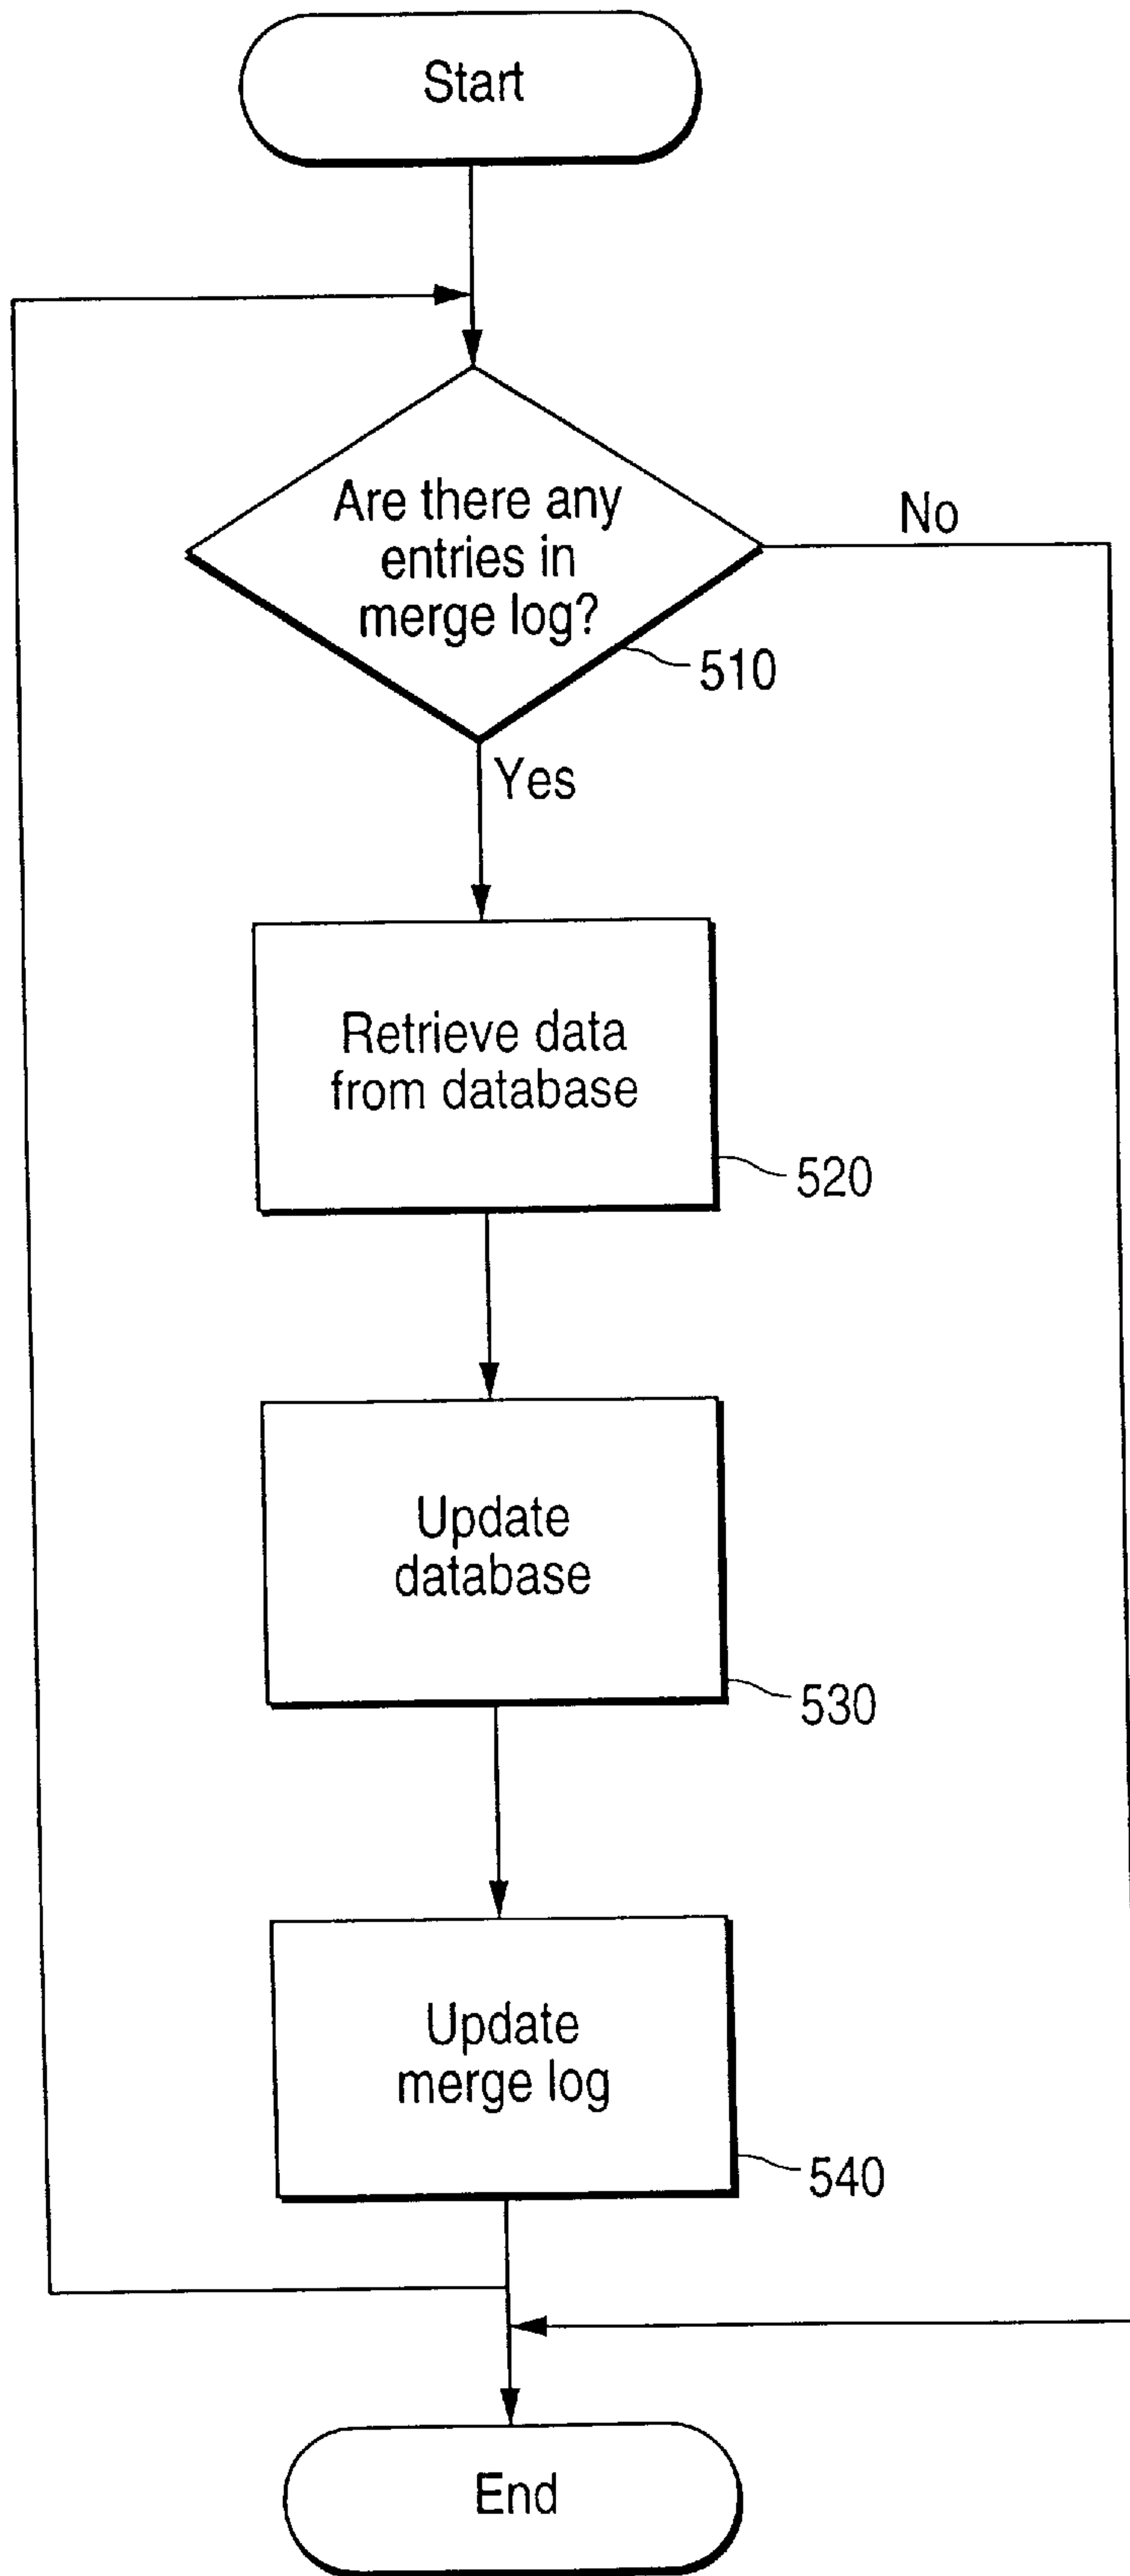 Start
Are there any
entries in
merge log?
No
510
Yes
Retrieve data
from database
520
Update
database
530
Update
merge log
540
End